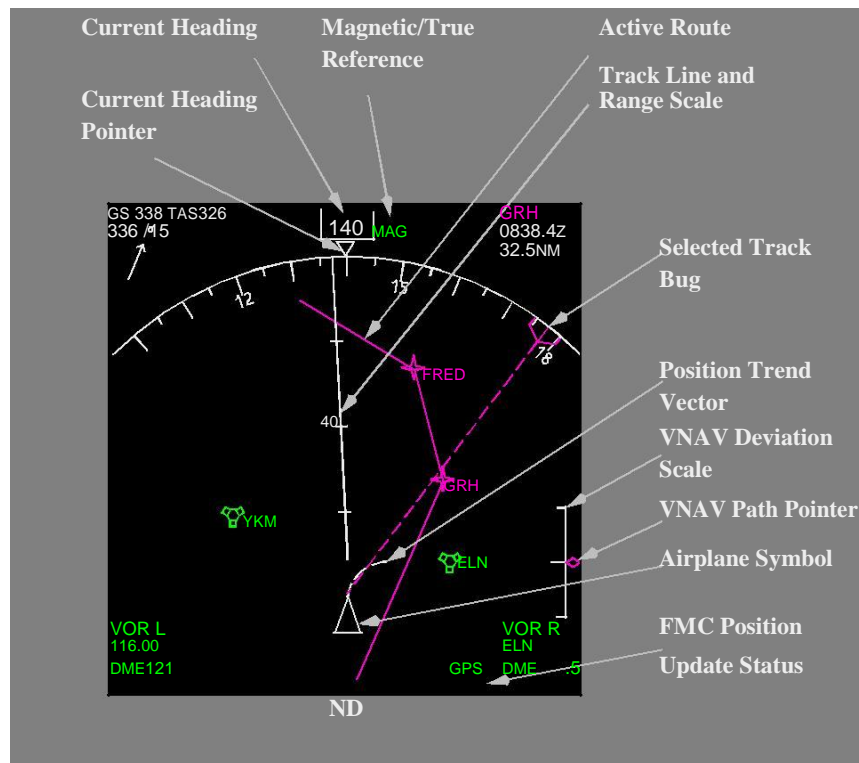 Current Heading
Magnetic/True
Reference
Active Route
Track Line and
Range Scale
Current Heading
Pointer
GS 338 TAS326
336 /15
140
MAG
GRH
0838.4z
32.5NM
Selected Track
Bug
12
15
18
FRED
40
GRH
Position Trend
Vector
VNAV Deviation
Scale
VNAV Path Pointer
YKM
ELN
Airplane Symbol
VOR L
116.00
DME121
VOR R
ELN
GPS DME .5
FMC Position
Update Status
ND